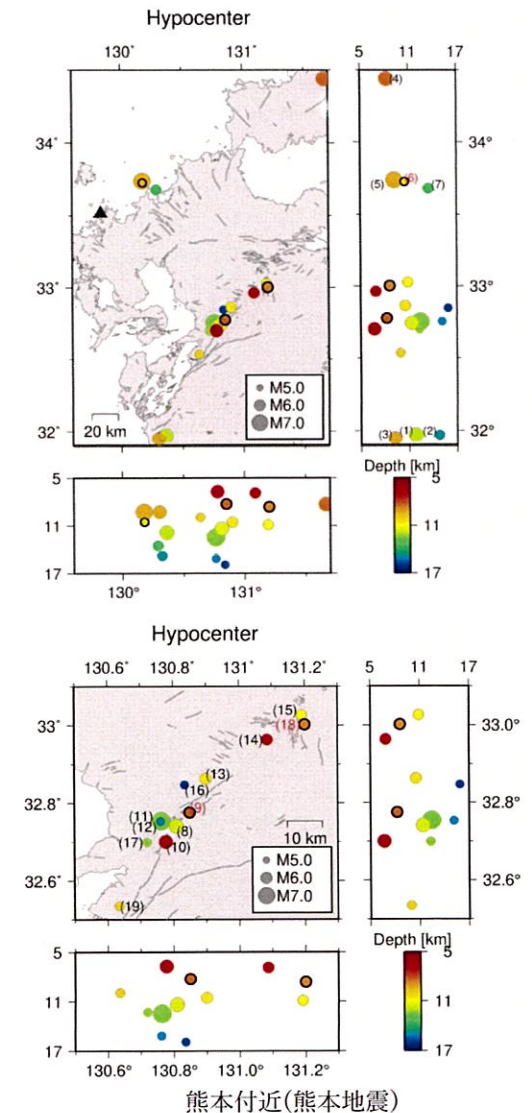 Hypocenter
130° 131° 5 11 17
34° 34°
33° 33°
32° 32°
(4)
(5) (6) (7)
(3) (1) (2)
M5.0
M6.0
M7.0
20 km
Depth [km]
5
11
17
5
11
17
130° 131°
Hypocenter
130.6° 130.8° 131° 131.2° 5 11 17
33° 33.0°
32.8° 32.8°
32.6° 32.6°
(15)
(18)
(14)
(13)
(16)
(9)
(11)
(12) (8)
(17) (10)
(19)
10 km
M5.0
M6.0
M7.0
Depth [km]
5
11
17
5
11
17
130.6° 130.8° 131.0° 131.2°
熊本付近(熊本地震)